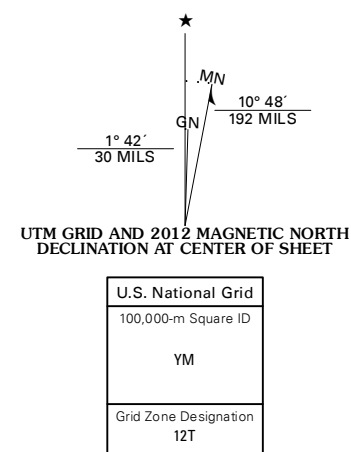 ★
MN
10° 48´
192 MILS
GN
1° 42´
30 MILS
UTM GRID AND 2012 MAGNETIC NORTH
DECLINATION AT CENTER OF SHEET
U.S. National Grid
100,000-m Square ID
YM
Grid Zone Designation
12T